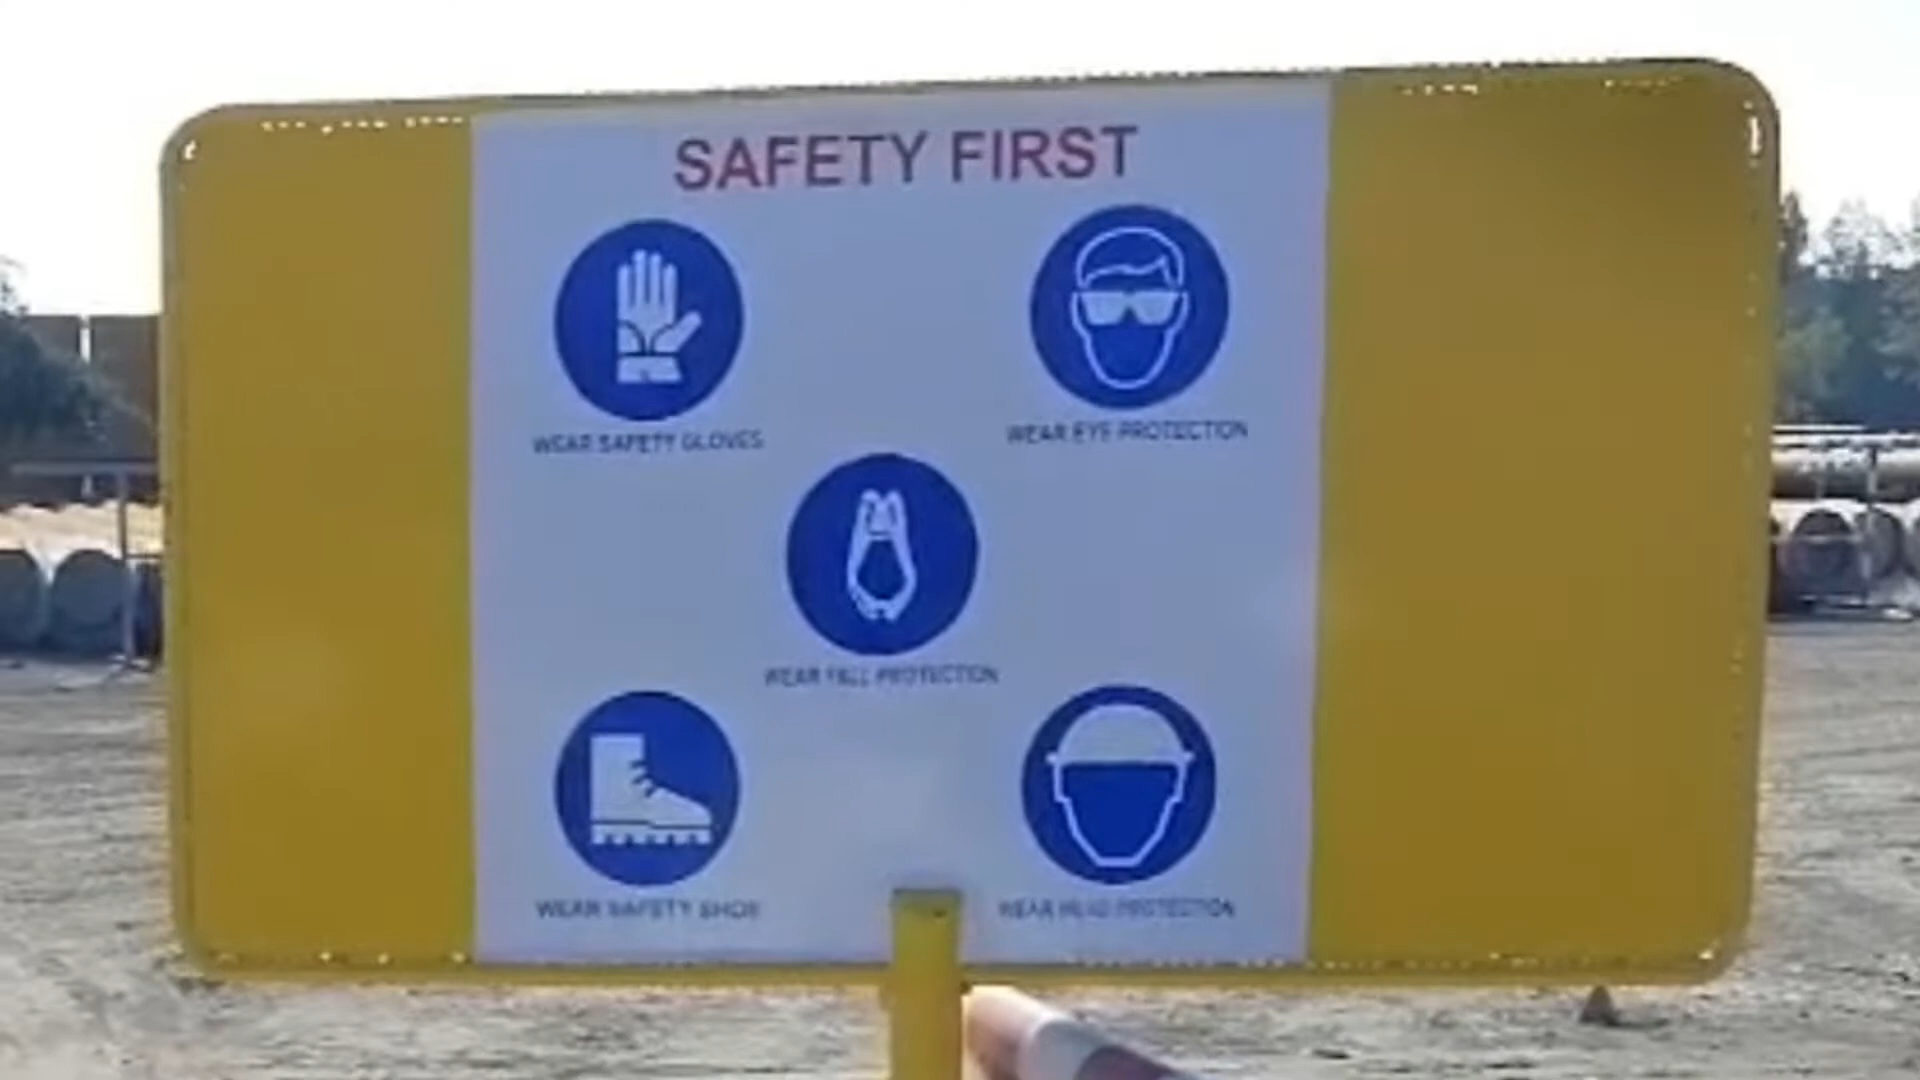 SAFETY FIRST
WEAR SAFETY GLOVES
WEAR EYE PROTECTION
WEAR FALL PROTECTION
WEAR SAFETY SHOE
WEAR HEAD PROTECTION